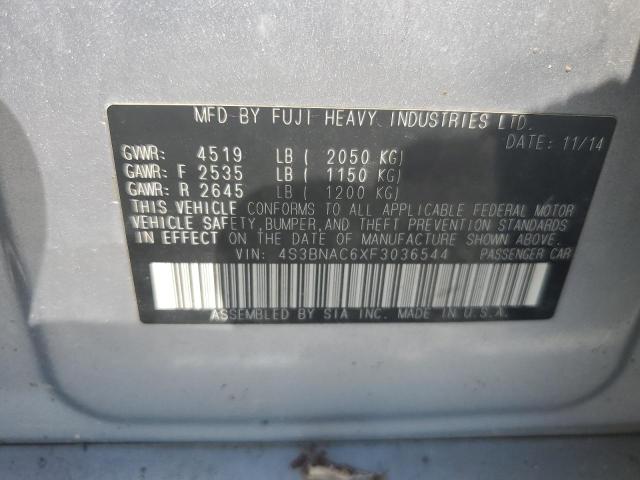 MFD BY FUJI HEAVY INDUSTRIES LTD.
DATE: 11/14
GVWR: 4519 LB ( 2050 KG)
GAWR: F 2535 LB ( 1150 KG)
GAWR: R 2645 LB ( 1200 KG)
THIS VEHICLE CONFORMS TO ALL APPLICABLE FEDERAL MOTOR
VEHICLE SAFETY, BUMPER, AND THEFT PREVENTION STANDARDS
IN EFFECT ON THE DATE OF MANUFACTURE SHOWN ABOVE.
VIN: 4S3BNAC6XF3036544 PASSENGER CAR
ASSEMBLED BY SIA INC. MADE IN U.S.A.